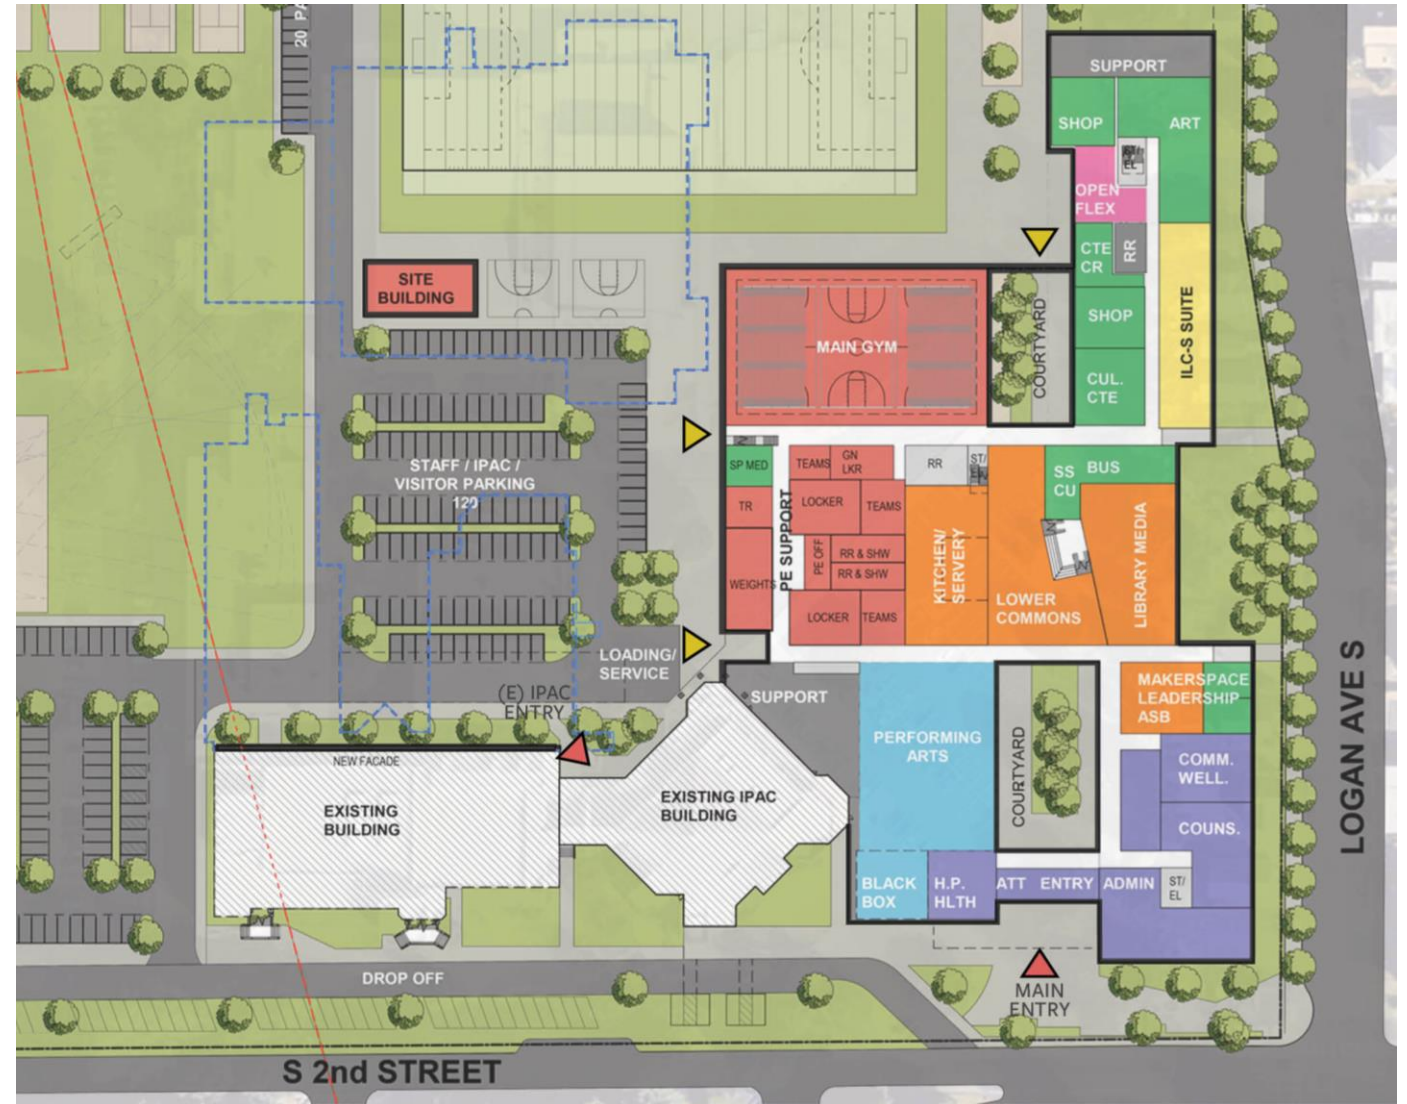 20 PA
SUPPORT
SHOP
ART
ST/
EL
OPEN
FLEX
CTE
CR
RR
SITE
BUILDING
COURTYARD
SHOP
ILC-S SUITE
MAIN GYM
CUL.
CTE
STAFF / IPAC /
VISITOR PARKING
120
SP MED
TEAMS
GN
LKR
RR
ST/
EL
SS
CU
BUS
TR
LOCKER
TEAMS
PE SUPPORT
PE OFF
RR & SHW
RR & SHW
WEIGHTS
KITCHEN/
SERVERY
LIBRARY MEDIA
LOWER
COMMONS
LOCKER
TEAMS
LOADING/
SERVICE
(E) IPAC
ENTRY
SUPPORT
MAKERSPACE
LEADERSHIP
ASB
LOGAN AVE S
PERFORMING
ARTS
COURTYARD
COMM.
WELL.
NEW FACADE
EXISTING
BUILDING
EXISTING IPAC
BUILDING
COUNS.
BLACK
BOX
H.P.
HLTH
ATT
ENTRY
ADMIN
ST/
EL
DROP OFF
MAIN
ENTRY
S 2nd STREET